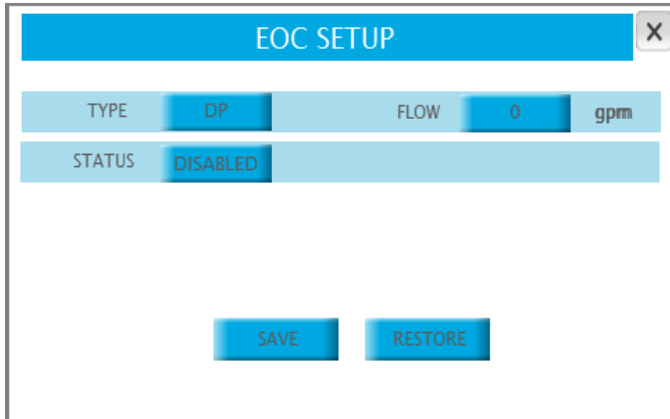 EOC SETUP X
TYPE DP FLOW 0 gpm
STATUS DISABLED
SAVE RESTORE